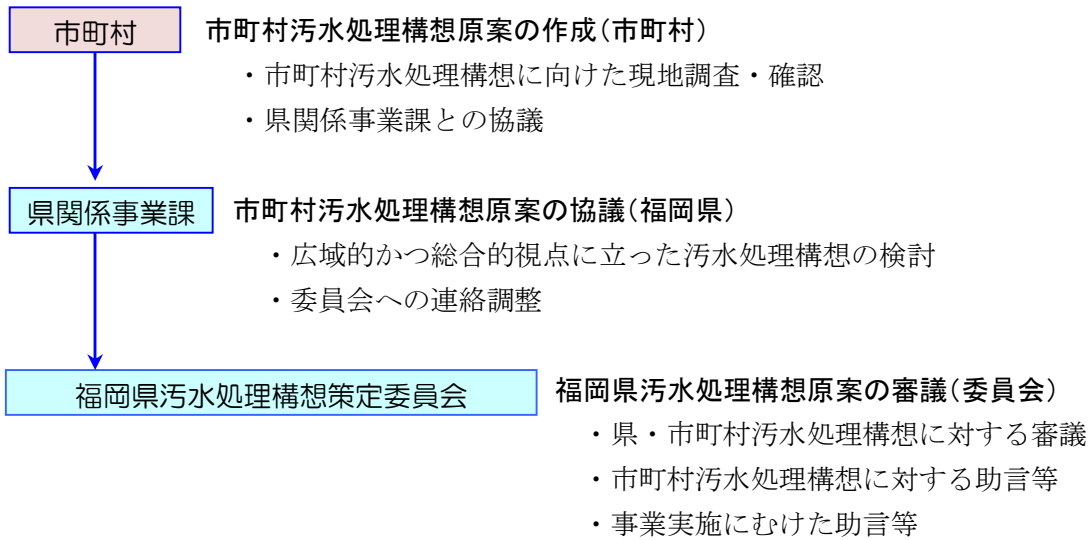 市町村 市町村汚水処理構想原案の作成(市町村)
・市町村汚水処理構想に向けた現地調査・確認
・県関係事業課との協議
県関係事業課 市町村汚水処理構想原案の協議(福岡県)
・広域的かつ総合的視点に立った汚水処理構想の検討
・委員会への連絡調整
福岡県汚水処理構想策定委員会 福岡県汚水処理構想原案の審議(委員会)
・県・市町村汚水処理構想に対する審議
・市町村汚水処理構想に対する助言等
・事業実施にむけた助言等